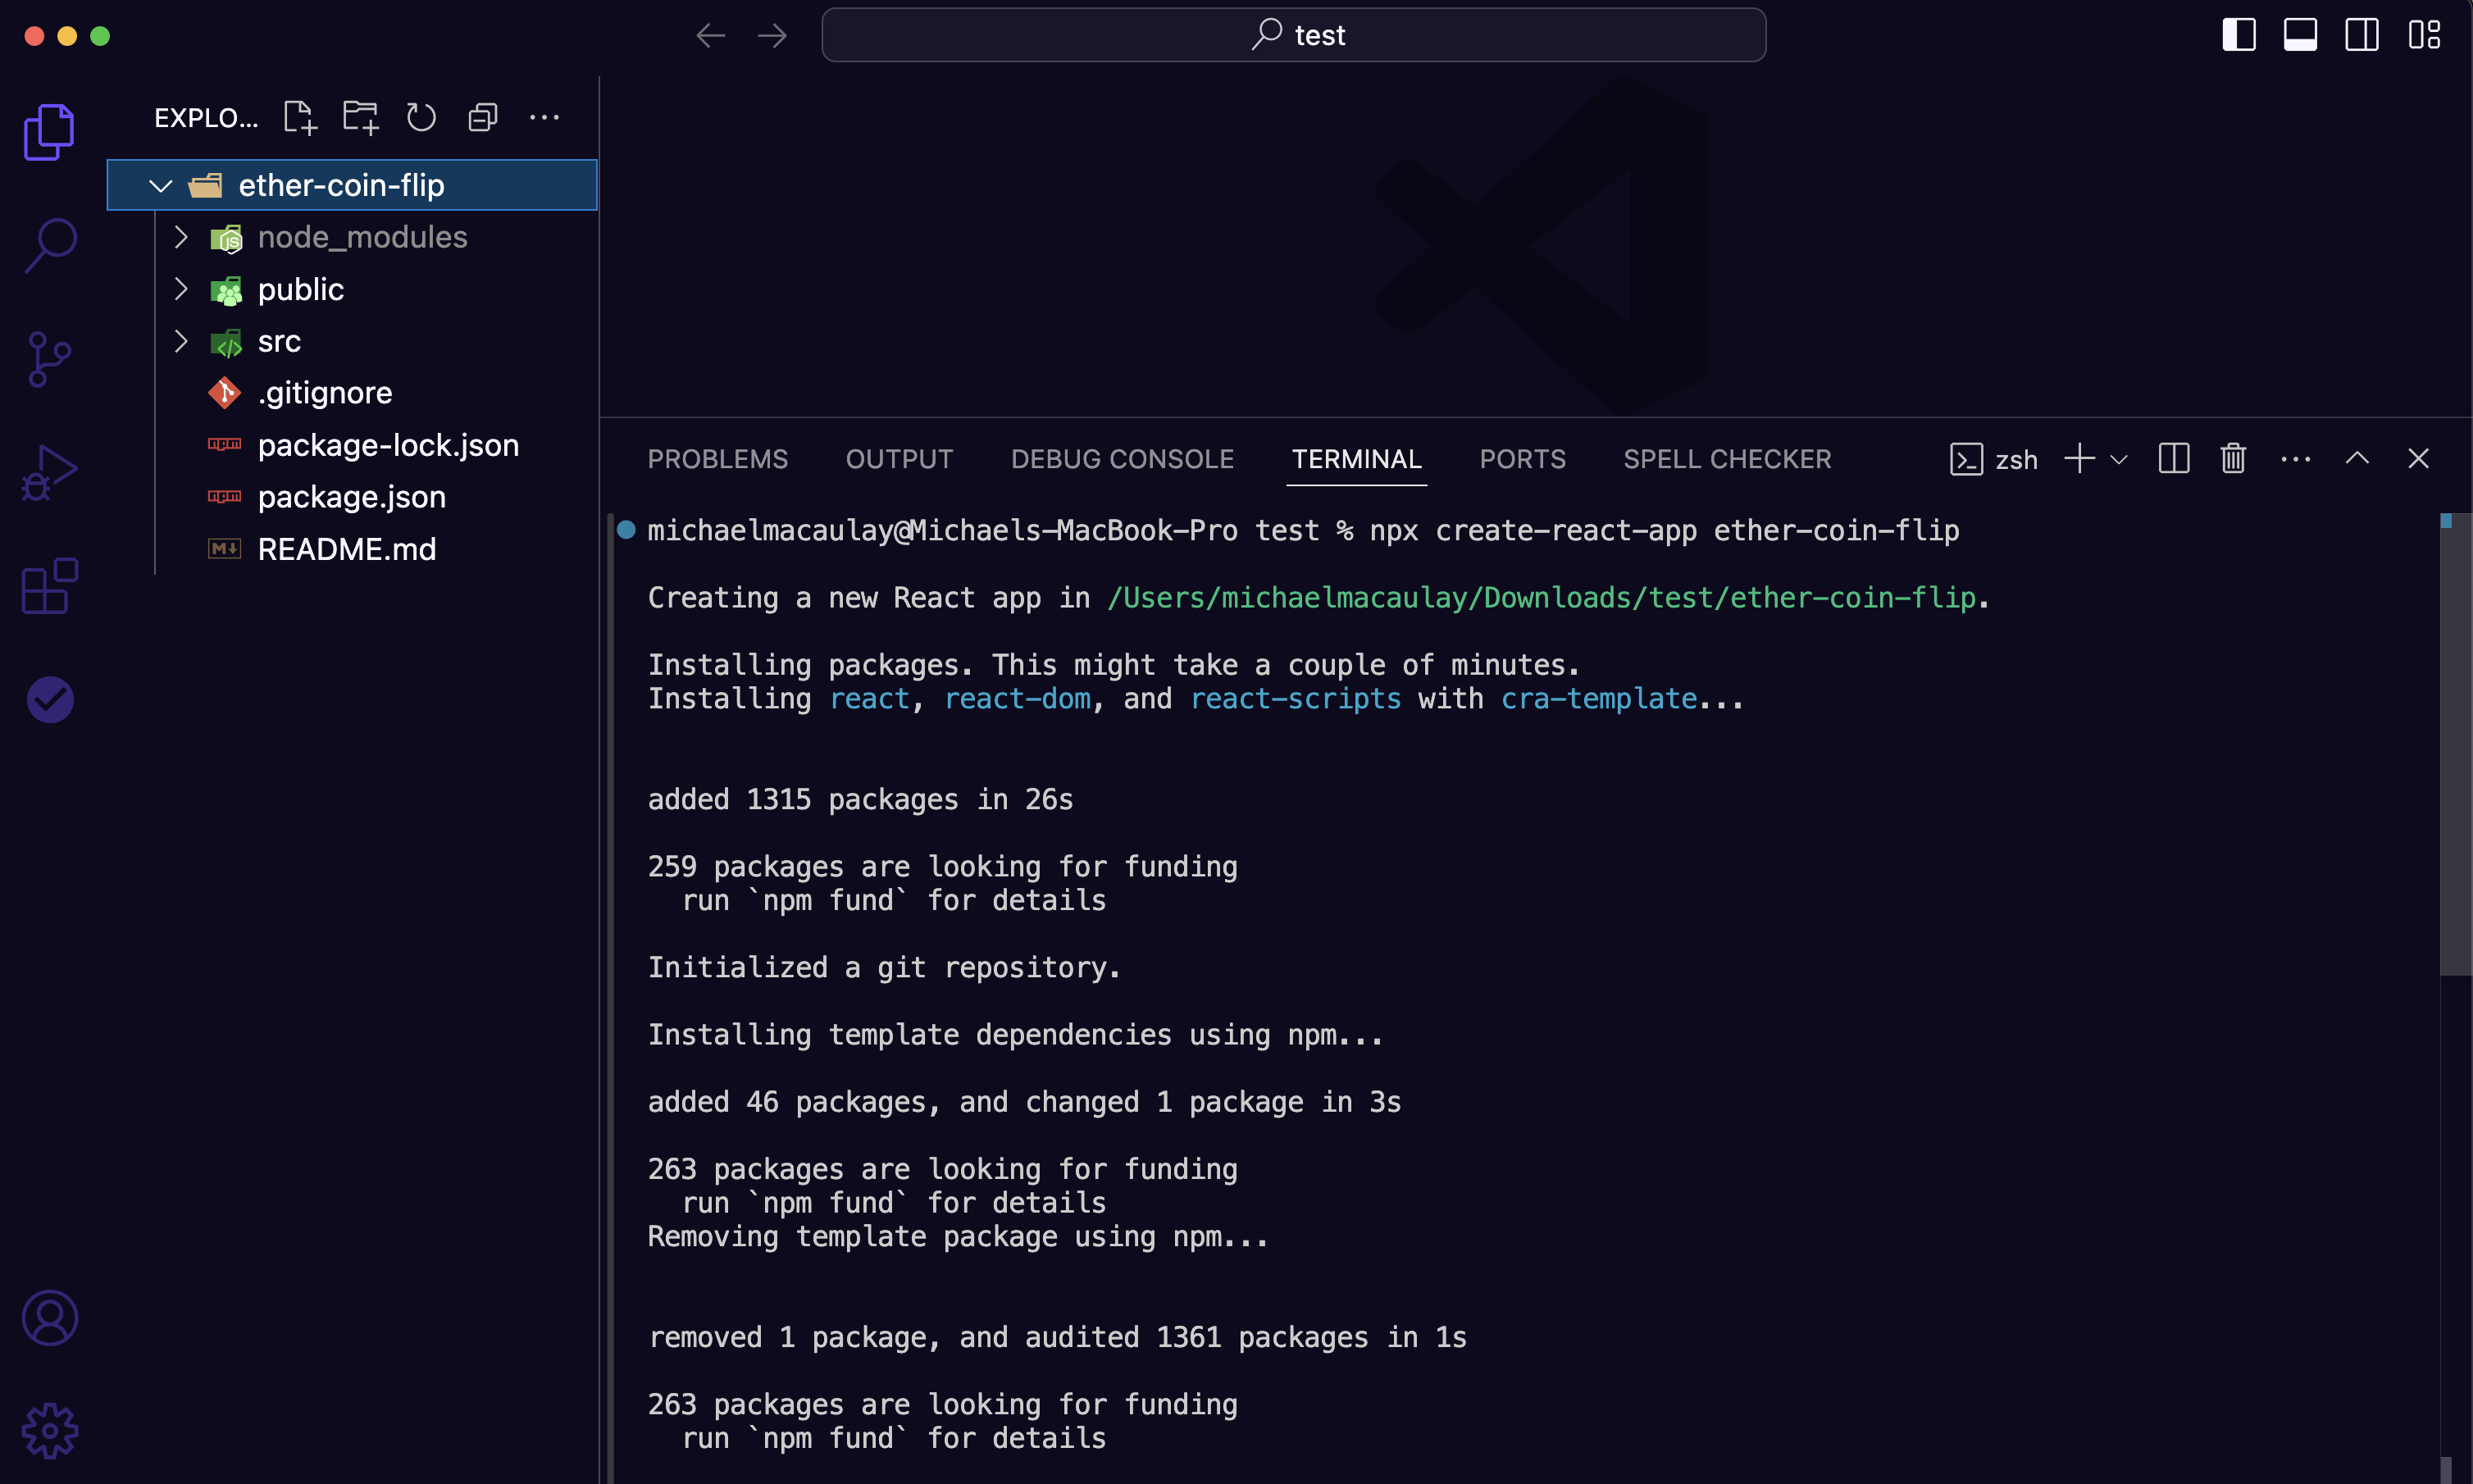 test
EXPLO...
ether-coin-flip
node_modules
public
src
.gitignore
package-lock.json
package.json
README.md
PROBLEMS OUTPUT DEBUG CONSOLE TERMINAL PORTS SPELL CHECKER zsh
michaelmacaulay@Michaels-MacBook-Pro test % npx create-react-app ether-coin-flip
Creating a new React app in /Users/michaelmacaulay/Downloads/test/ether-coin-flip.
Installing packages. This might take a couple of minutes.
Installing react, react-dom, and react-scripts with cra-template...
added 1315 packages in 26s
259 packages are looking for funding
run `npm fund` for details
Initialized a git repository.
Installing template dependencies using npm...
added 46 packages, and changed 1 package in 3s
263 packages are looking for funding
run `npm fund` for details
Removing template package using npm...
removed 1 package, and audited 1361 packages in 1s
263 packages are looking for funding
run `npm fund` for details